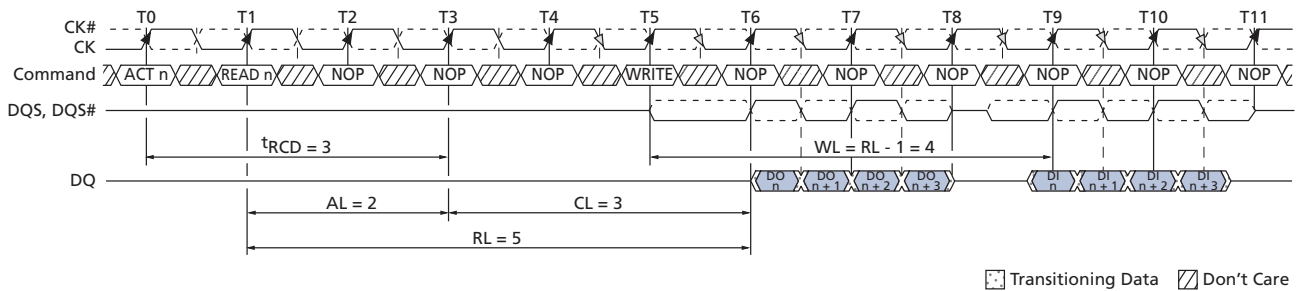 T0 T1 T2 T3 T4 T5 T6 T7 T8 T9 T10 T11
CK#
CK
Command ACT n READ n NOP NOP NOP WRITE NOP NOP NOP NOP NOP NOP
DQS, DQS#
tRCD = 3 WL = RL - 1 = 4
DQ DO n DO n + 1 DO n + 2 DO n + 3 DI n DI n + 1 DI n + 2 DI n + 3
AL = 2 CL = 3
RL = 5
Transitioning Data Don't Care